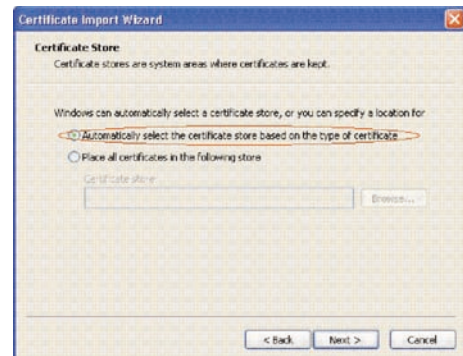 Certificate Import Wizard
Certificate Store
Certificate stores are system areas where certificates are kept.
Windows can automatically select a certificate store, or you can specify a location for
Automatically select the certificate store based on the type of certificate
Place all certificates in the following store
Certificate store:
Browse...
< Back
Next >
Cancel